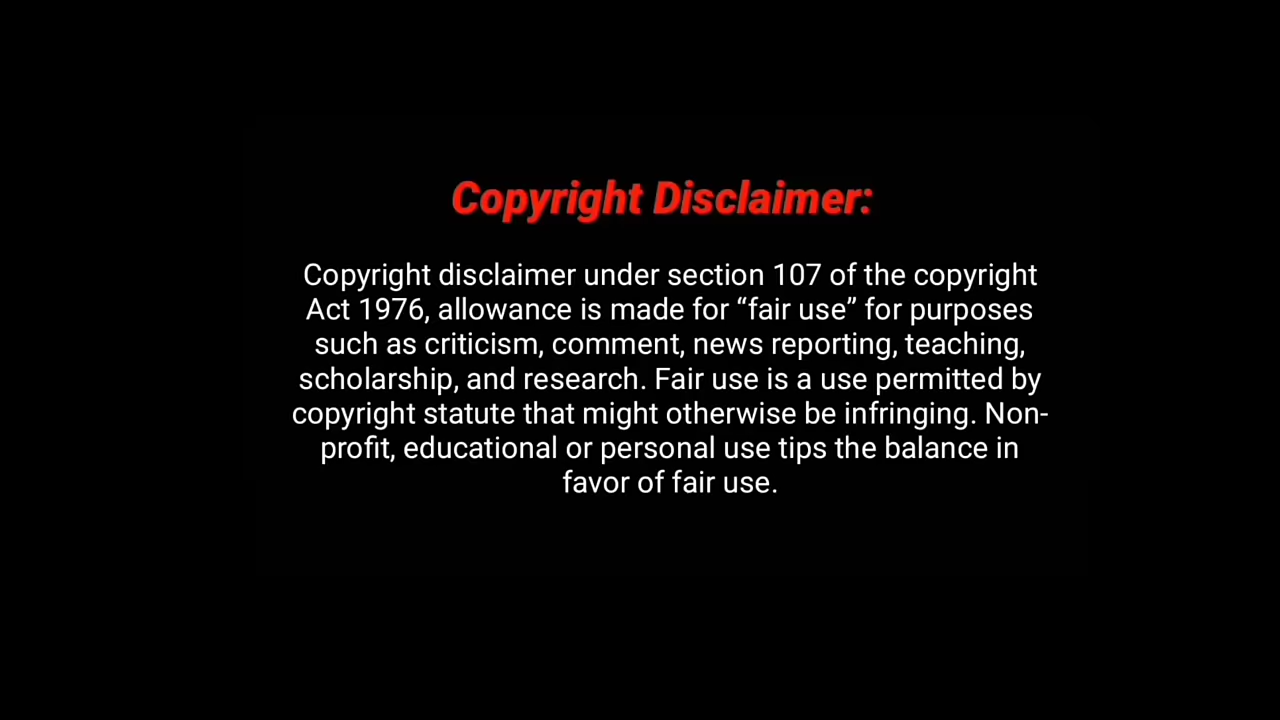 Copyright Disclaimer:
Copyright disclaimer under section 107 of the copyright
Act 1976, allowance is made for “fair use” for purposes
such as criticism, comment, news reporting, teaching,
scholarship, and research. Fair use is a use permitted by
copyright statute that might otherwise be infringing. Non-
profit, educational or personal use tips the balance in
favor of fair use.